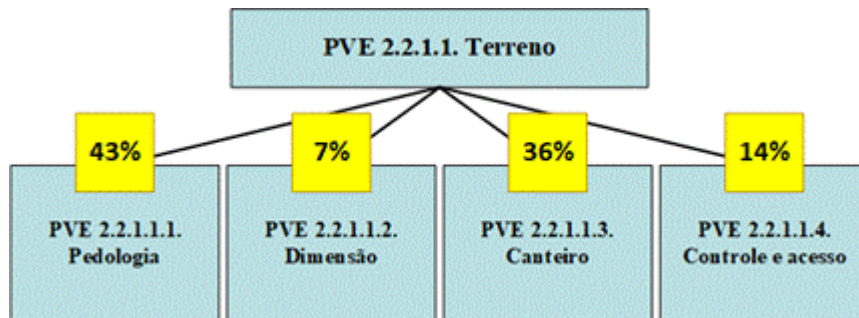 PVE 2.2.1.1. Terreno
43%
7%
36%
14%
PVE 2.2.1.1.1.
Pedologia
PVE 2.2.1.1.2.
Dimensão
PVE 2.2.1.1.3.
Canteiro
PVE 2.2.1.1.4.
Controle e acesso